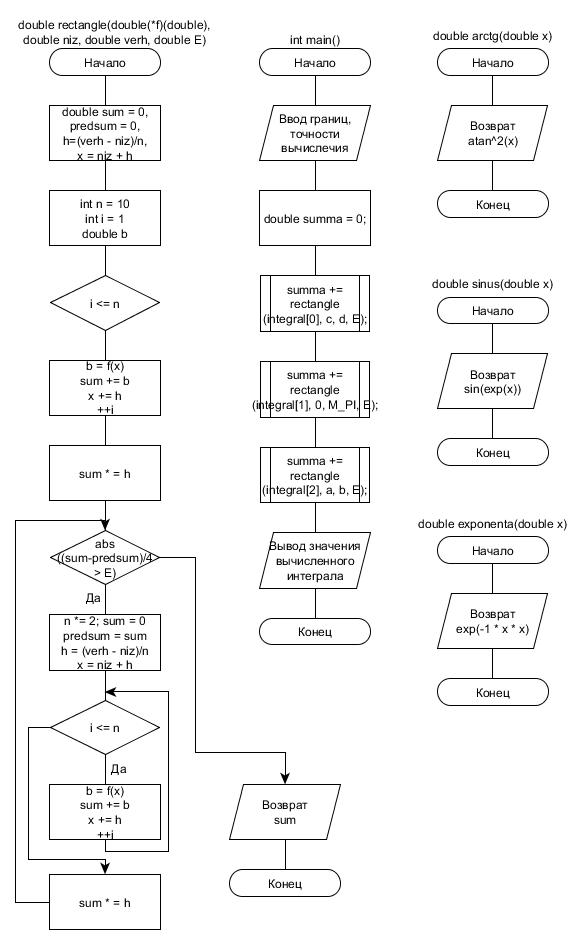 double rectangle(double(*f)(double),
double niz, double verh, double E)
Начало
double sum = 0,
predsum = 0,
h=(verh - niz)/n,
x = niz + h
int n = 10
int i = 1
double b
i <= n
b = f(x)
sum += b
x += h
++i
sum * = h
abs
((sum-predsum)/4
> E)
Да
n *= 2; sum = 0
predsum = sum
h = (verh - niz)/n
x = niz + h
i <= n
Да
b = f(x)
sum += b
x += h
++i
sum * = h
Возврат
sum
Конец
int main()
Начало
Ввод границ,
точности
вычислечия
double summa = 0;
summa +=
rectangle
(integral[0], c, d, E);
summa +=
rectangle
(integral[1], 0, M_PI, E);
summa +=
rectangle
(integral[2], a, b, E);
Вывод значения
вычисленного
интеграла
Конец
double arctg(double x)
Начало
Возврат
atan^2(x)
Конец
double sinus(double x)
Начало
Возврат
sin(exp(x))
Конец
double exponenta(double x)
Начало
Возврат
exp(-1 * x * x)
Конец